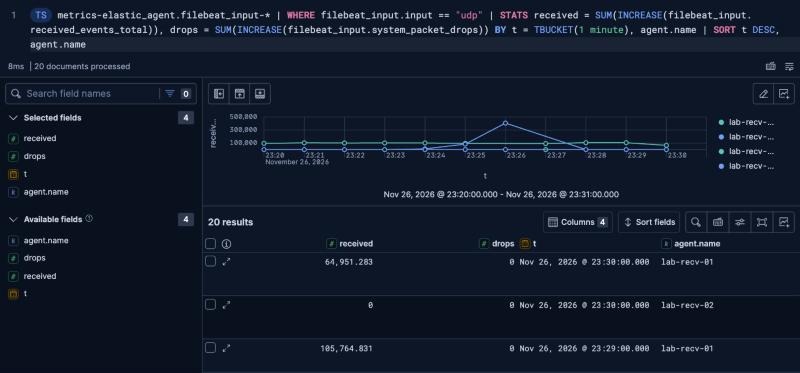 1 TS metrics-elastic_agent.filebeat_input-* | WHERE filebeat_input.input == "udp" | STATS received = SUM(INCREASE(filebeat_input.
received_events_total)), drops = SUM(INCREASE(filebeat_input.system_packet_drops)) BY t = TBUCKET(1 minute), agent.name | SORT t DESC,
agent.name
8ms | 20 documents processed
Search field names 0
Selected fields 4
received
drops
t
k agent.name
Available fields 4
k agent.name
drops
received
t
receiv...
500,000
300,000
100,000
23:20 23:21 23:22 23:23 23:24 23:25 23:26 23:27 23:28 23:29 23:30
November 26, 2026
t
lab-recv-...
lab-recv-...
lab-recv-...
lab-recv-...
Nov 26, 2026 @ 23:20:00.000 - Nov 26, 2026 @ 23:31:00.000
20 results Columns 4 Sort fields
# received # drops t k agent.name
64,951.283 0 Nov 26, 2026 @ 23:30:00.000 lab-recv-01
0 0 Nov 26, 2026 @ 23:30:00.000 lab-recv-02
105,764.831 0 Nov 26, 2026 @ 23:29:00.000 lab-recv-01